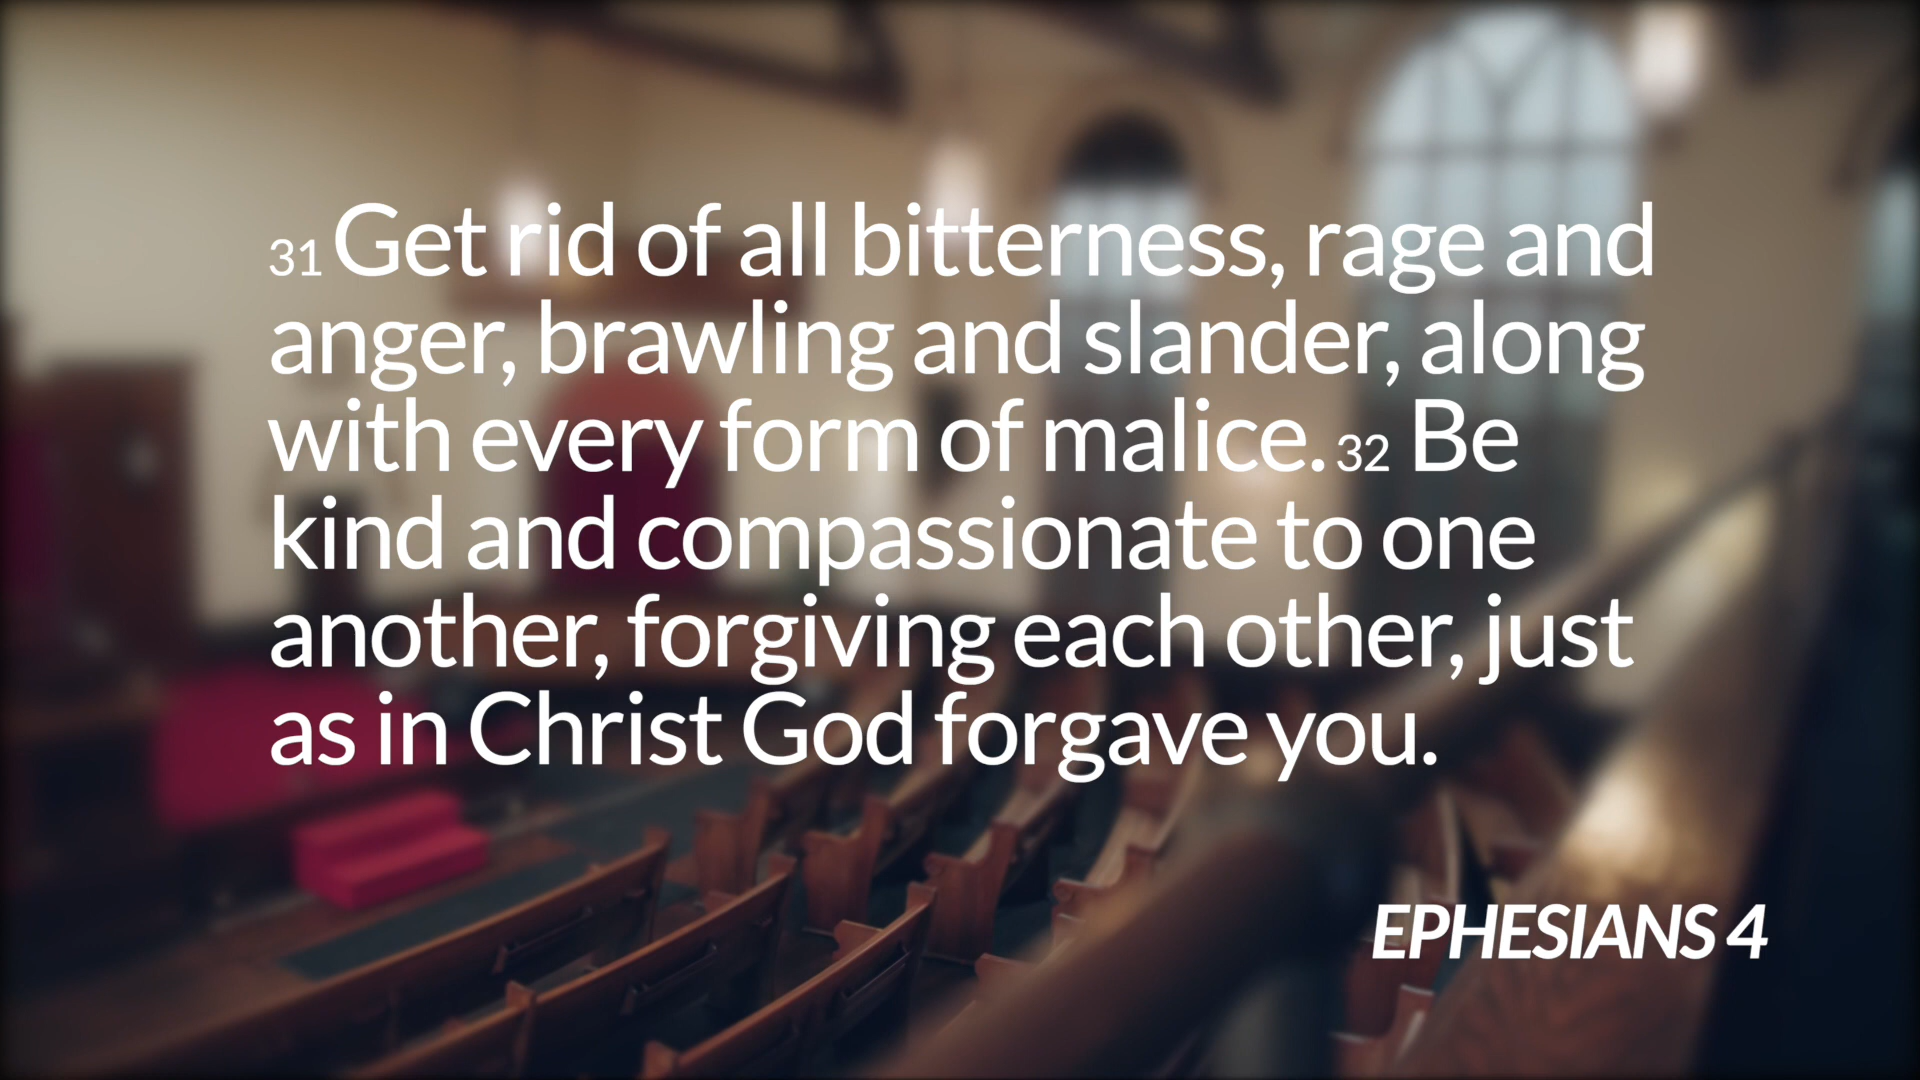 31 Get rid of all bitterness, rage and
anger, brawling and slander, along
with every form of malice. 32 Be
kind and compassionate to one
another, forgiving each other, just
as in Christ God forgave you.
EPHESIANS 4